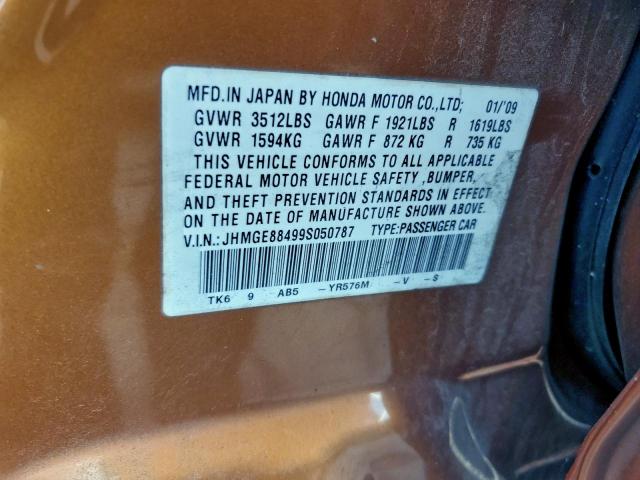 MFD.IN JAPAN BY HONDA MOTOR CO.,LTD; 01/'09
GVWR 3512LBS GAWR F 1921LBS R 1619LBS
GVWR 1594KG GAWR F 872 KG R 735 KG
THIS VEHICLE CONFORMS TO ALL APPLICABLE
FEDERAL MOTOR VEHICLE SAFETY ,BUMPER,
AND THEFT PREVENTION STANDARDS IN EFFECT
ON THE DATE OF MANUFACTURE SHOWN ABOVE.
V.I.N.:JHMGE88499S050787 TYPE:PASSENGER CAR
TK6 9 AB5 -YR576M -V -S